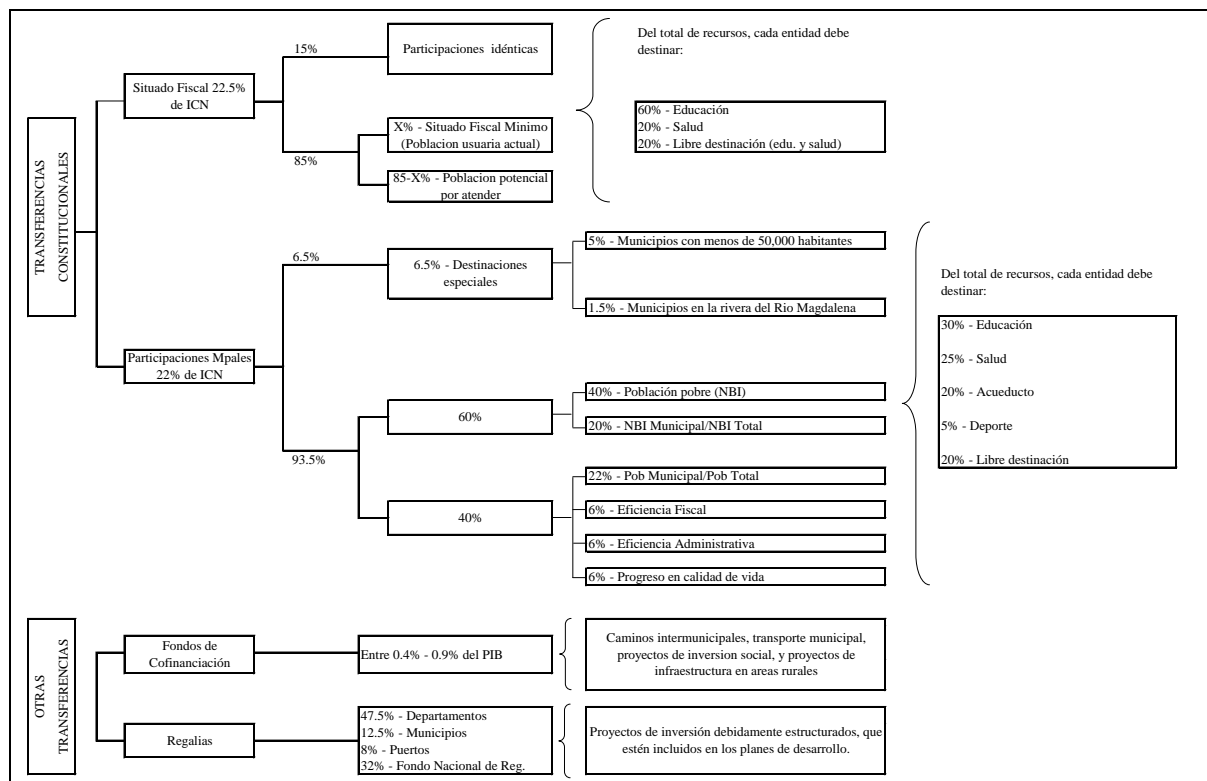 TRANSFERENCIAS
CONSTITUCIONALES
Situado Fiscal 22.5%
de ICN
15%
Participaciones idénticas
85%
X% - Situado Fiscal Minimo
(Poblacion usuaria actual)
85-X% - Poblacion potencial
por atender
Del total de recursos, cada entidad debe
destinar:
60% - Educación
20% - Salud
20% - Libre destinación (edu. y salud)
Participaciones Mpales
22% de ICN
6.5%
6.5% - Destinaciones
especiales
5% - Municipios con menos de 50,000 habitantes
1.5% - Municipios en la rivera del Rio Magdalena
93.5%
60%
40% - Población pobre (NBI)
20% - NBI Municipal/NBI Total
40%
22% - Pob Municipal/Pob Total
6% - Eficiencia Fiscal
6% - Eficiencia Administrativa
6% - Progreso en calidad de vida
Del total de recursos, cada entidad debe
destinar:
30% - Educación
25% - Salud
20% - Acueducto
5% - Deporte
20% - Libre destinación
OTRAS
TRANSFERENCIAS
Fondos de
Cofinanciación
Entre 0.4% - 0.9% del PIB
Caminos intermunicipales, transporte municipal,
proyectos de inversion social, y proyectos de
infraestructura en areas rurales
Regalias
47.5% - Departamentos
12.5% - Municipios
8% - Puertos
32% - Fondo Nacional de Reg.
Proyectos de inversión debidamente estructurados, que
estén incluidos en los planes de desarrollo.